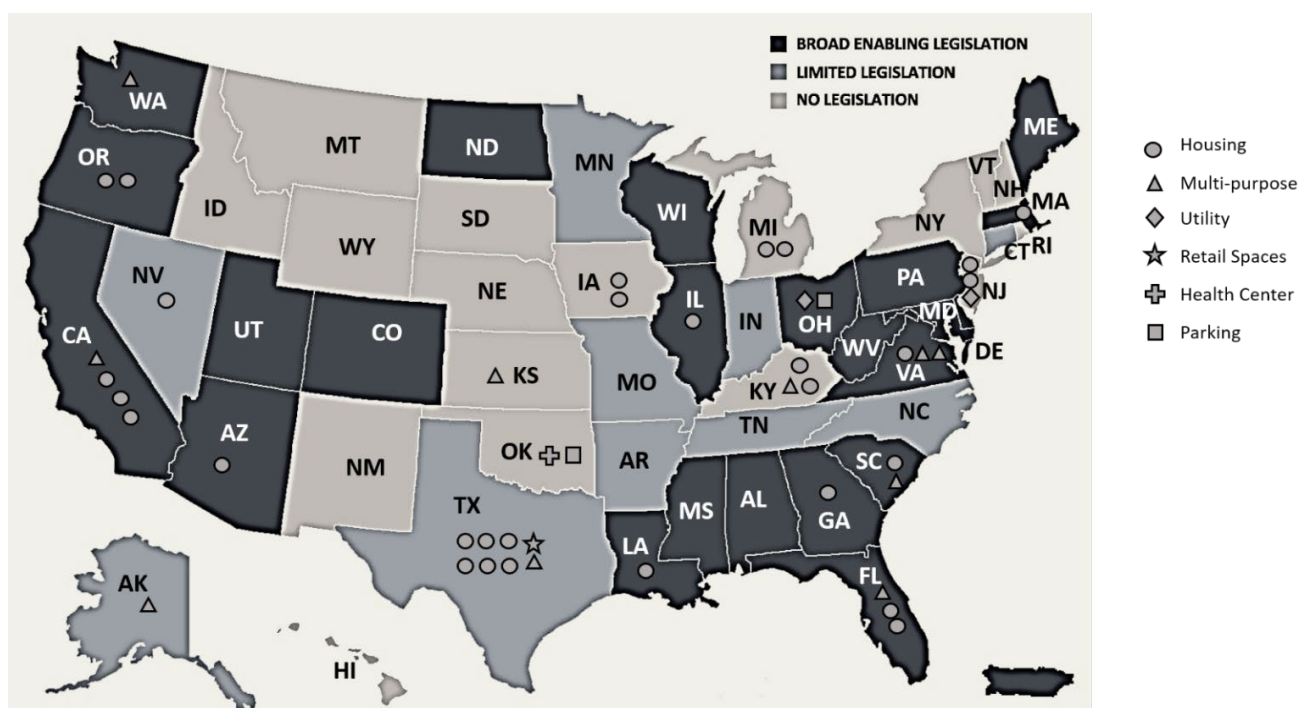 BROAD ENABLING LEGISLATION
LIMITED LEGISLATION
NO LEGISLATION
WA
OR
CA
NV
ID
MT
WY
UT
CO
AZ
NM
ND
SD
NE
KS
OK
TX
MN
IA
MO
AR
LA
WI
IL
MI
IN
OH
KY
TN
MS
AL
GA
FL
SC
NC
VA
WV
PA
NY
VT
NH
ME
MA
CT
RI
NJ
MD
DE
AK
HI
Housing
Multi-purpose
Utility
Retail Spaces
Health Center
Parking